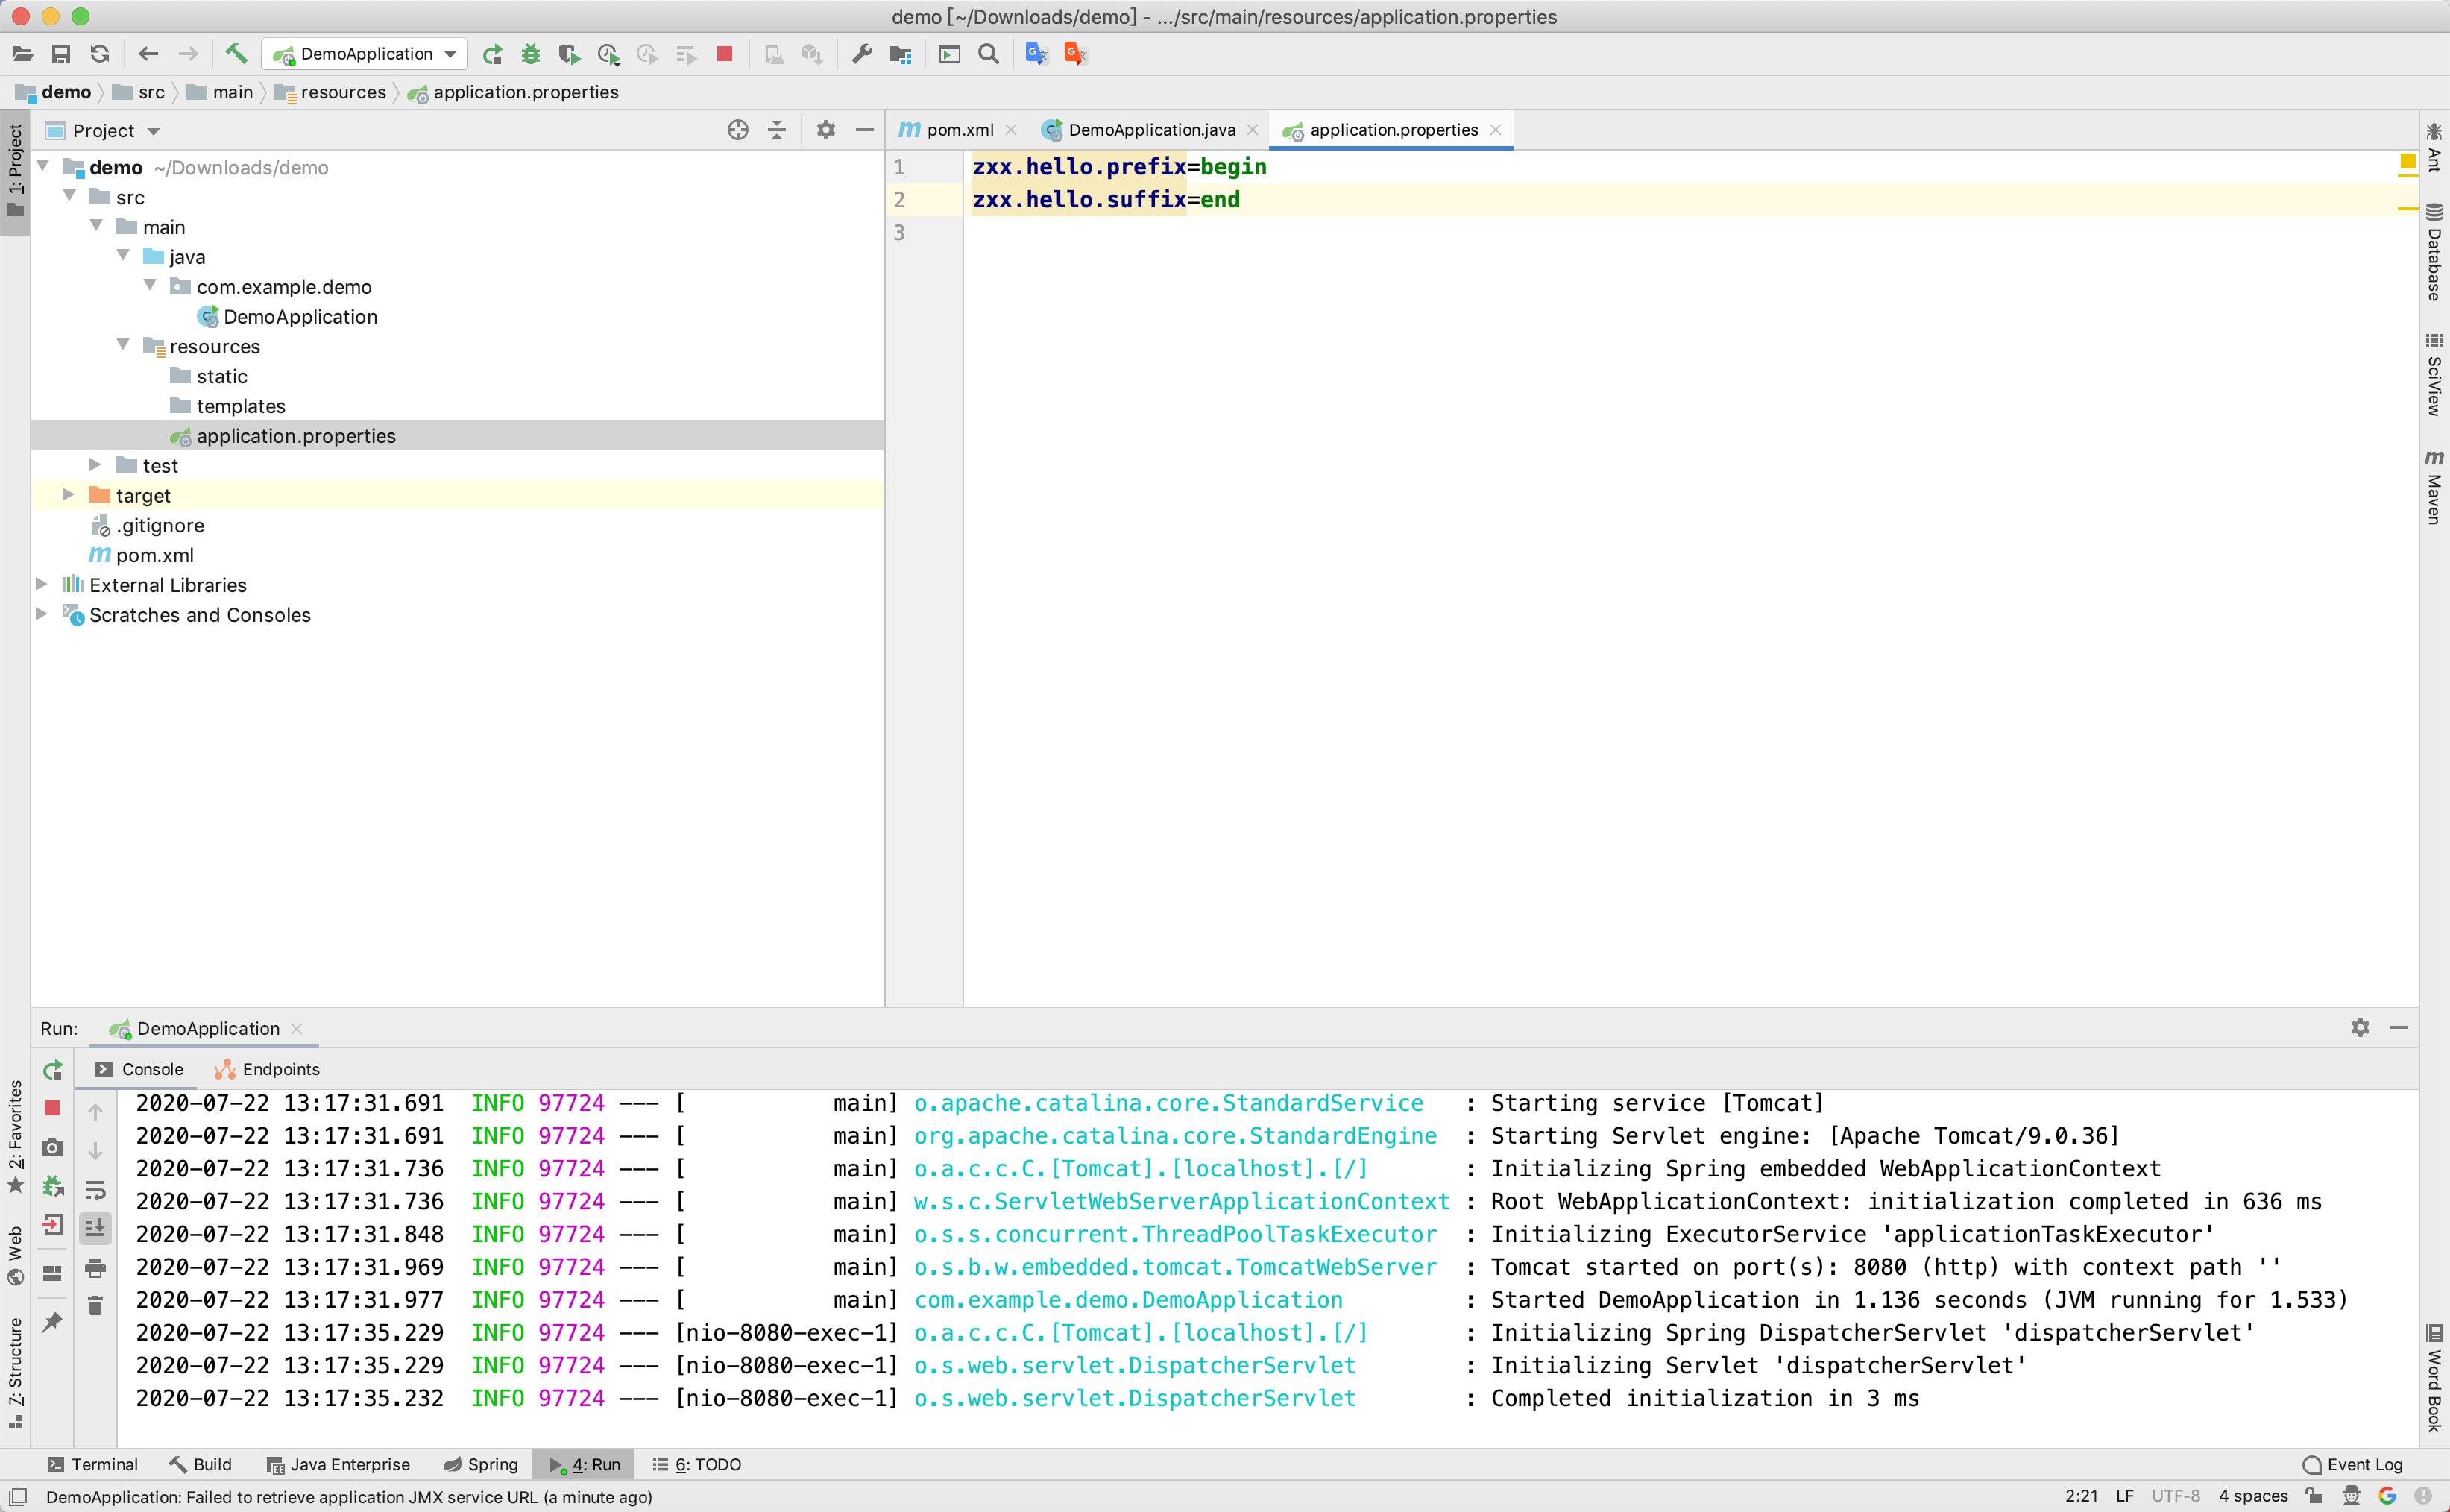 demo [~/Downloads/demo] - .../src/main/resources/application.properties
DemoApplication
demo src main resources application.properties
1: Project
Project
demo ~/Downloads/demo
src
main
java
com.example.demo
DemoApplication
resources
static
templates
application.properties
test
target
.gitignore
pom.xml
External Libraries
Scratches and Consoles
pom.xml DemoApplication.java application.properties
1 zxx.hello.prefix=begin
2 zxx.hello.suffix=end
3
Ant
Database
SciView
Maven
Run: DemoApplication
Console Endpoints
2020-07-22 13:17:31.691 INFO 97724 --- [           main] o.apache.catalina.core.StandardService   : Starting service [Tomcat]
2020-07-22 13:17:31.691 INFO 97724 --- [           main] org.apache.catalina.core.StandardEngine  : Starting Servlet engine: [Apache Tomcat/9.0.36]
2020-07-22 13:17:31.736 INFO 97724 --- [           main] o.a.c.c.C.[Tomcat].[localhost].[/]       : Initializing Spring embedded WebApplicationContext
2020-07-22 13:17:31.736 INFO 97724 --- [           main] w.s.c.ServletWebServerApplicationContext : Root WebApplicationContext: initialization completed in 636 ms
2020-07-22 13:17:31.848 INFO 97724 --- [           main] o.s.s.concurrent.ThreadPoolTaskExecutor  : Initializing ExecutorService 'applicationTaskExecutor'
2020-07-22 13:17:31.969 INFO 97724 --- [           main] o.s.b.w.embedded.tomcat.TomcatWebServer  : Tomcat started on port(s): 8080 (http) with context path ''
2020-07-22 13:17:31.977 INFO 97724 --- [           main] com.example.demo.DemoApplication         : Started DemoApplication in 1.136 seconds (JVM running for 1.533)
2020-07-22 13:17:35.229 INFO 97724 --- [nio-8080-exec-1] o.a.c.c.C.[Tomcat].[localhost].[/]       : Initializing Spring DispatcherServlet 'dispatcherServlet'
2020-07-22 13:17:35.229 INFO 97724 --- [nio-8080-exec-1] o.s.web.servlet.DispatcherServlet        : Initializing Servlet 'dispatcherServlet'
2020-07-22 13:17:35.232 INFO 97724 --- [nio-8080-exec-1] o.s.web.servlet.DispatcherServlet        : Completed initialization in 3 ms
2: Favorites
Web
Z: Structure
Word Book
Terminal Build Java Enterprise Spring 4: Run 6: TODO Event Log
DemoApplication: Failed to retrieve application JMX service URL (a minute ago) 2:21 LF UTF-8 4 spaces